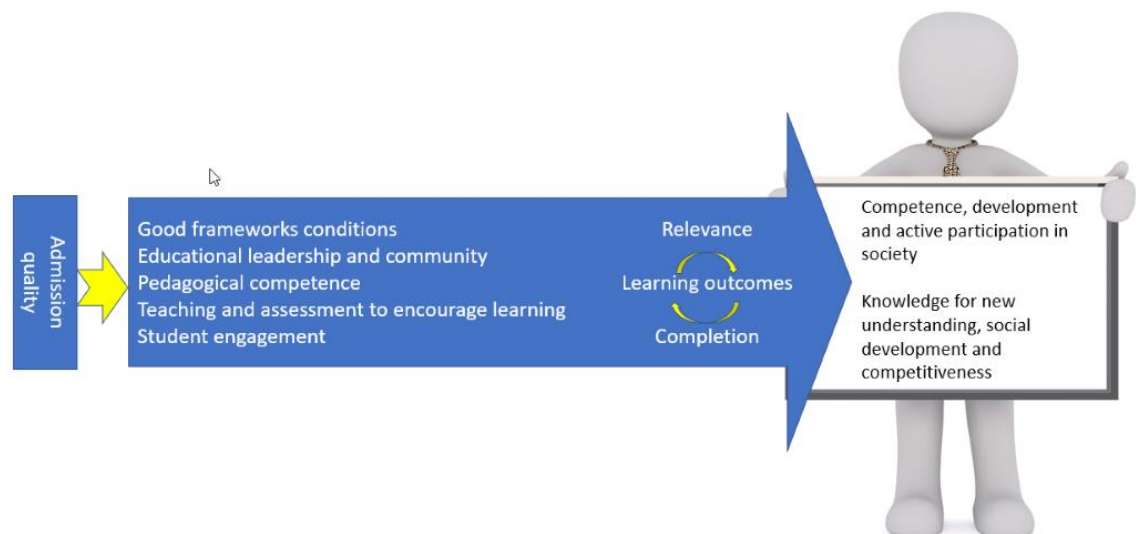 Admission
quality
Good frameworks conditions
Educational leadership and community
Pedagogical competence
Teaching and assessment to encourage learning
Student engagement
Relevance
Learning outcomes
Completion
Competence, development
and active participation in
society
Knowledge for new
understanding, social
development and
competitiveness